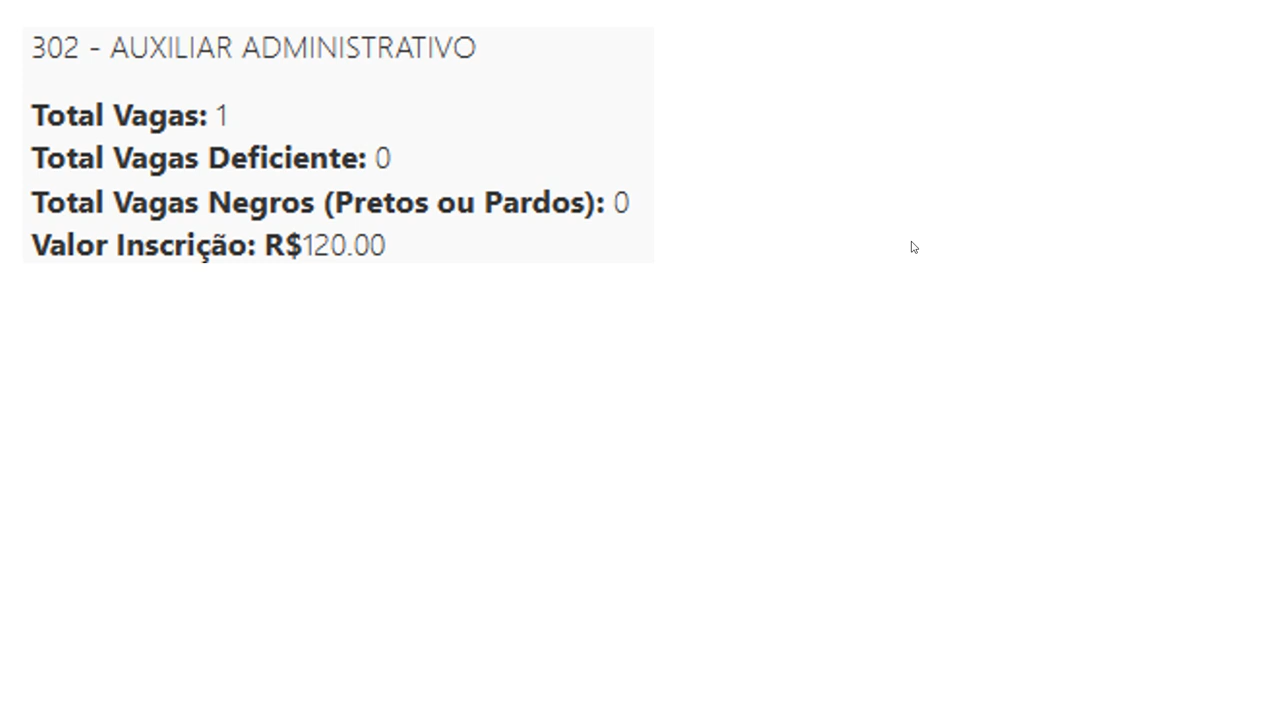 302 - AUXILIAR ADMINISTRATIVO
Total Vagas: 1
Total Vagas Deficiente: 0
Total Vagas Negros (Pretos ou Pardos): 0
Valor Inscrição: R$120.00